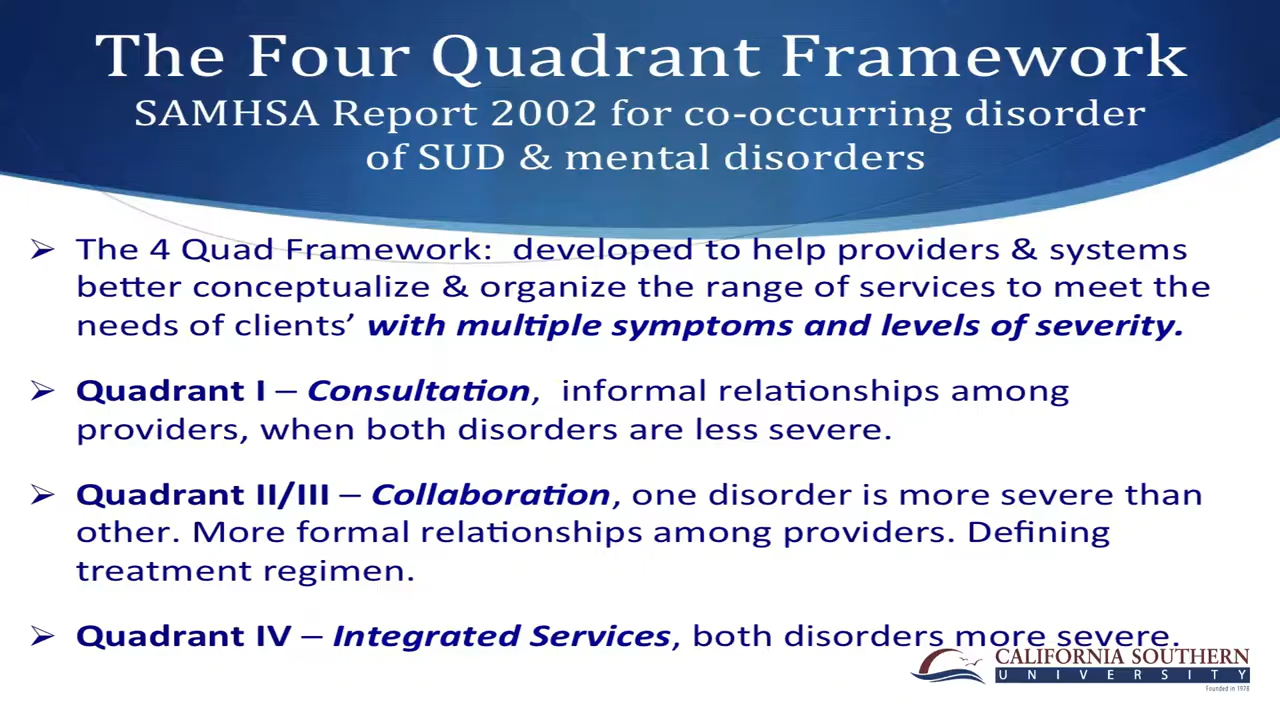 The Four Quadrant Framework
SAMHSA Report 2002 for co-occurring disorder
of SUD & mental disorders
➢ The 4 Quad Framework: developed to help providers & systems
better conceptualize & organize the range of services to meet the
needs of clients’ with multiple symptoms and levels of severity.
➢ Quadrant I – Consultation, informal relationships among
providers, when both disorders are less severe.
➢ Quadrant II/III – Collaboration, one disorder is more severe than
other. More formal relationships among providers. Defining
treatment regimen.
➢ Quadrant IV – Integrated Services, both disorders more severe.
CALIFORNIA SOUTHERN
UNIVERSITY
Founded in 1978